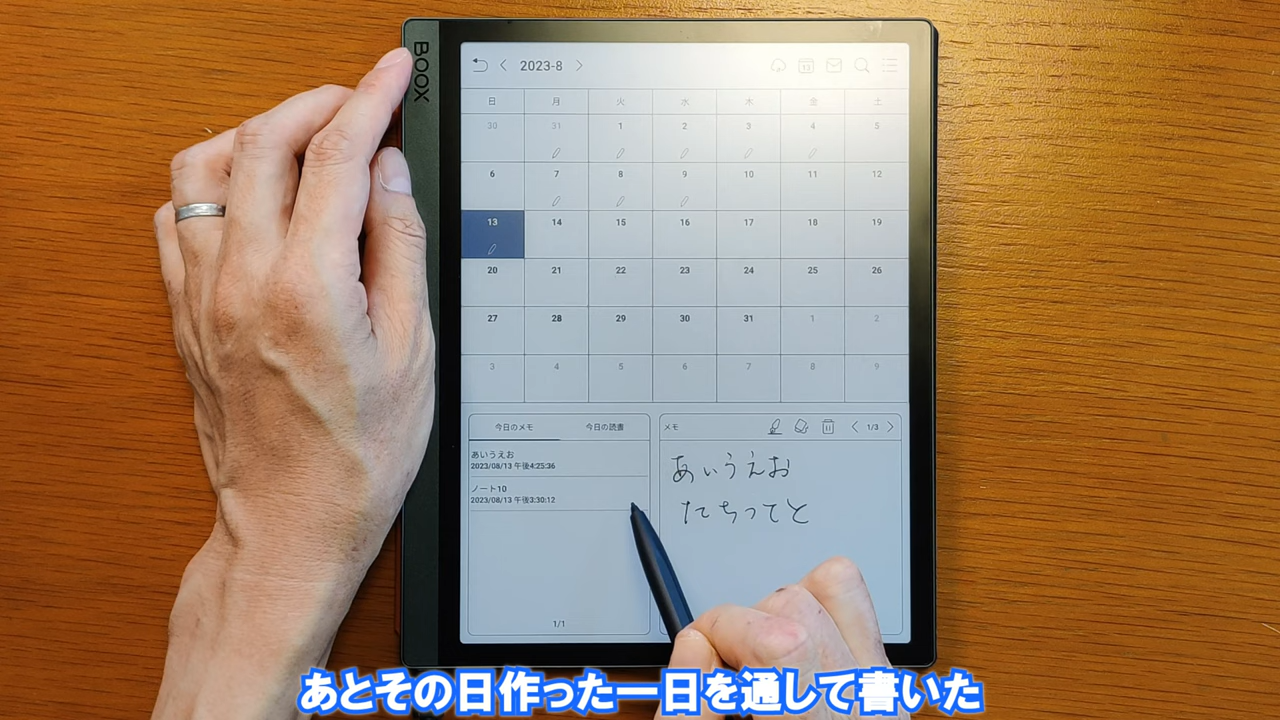 BOOX
2023-8
13
日 月 火 水 木 金 土
30 31 1 2 3 4 5
6 7 8 9 10 11 12
13 14 15 16 17 18 19
20 21 22 23 24 25 26
27 28 29 30 31 1 2
3 4 5 6 7 8 9
今日のメモ 今日の読書
あいうえお
2023/08/13 午後4:25:36
ノート10
2023/08/13 午後3:30:12
1/1
メモ 1/3
あいうえお
たちつてと
あとその日作った一日を通して書いた